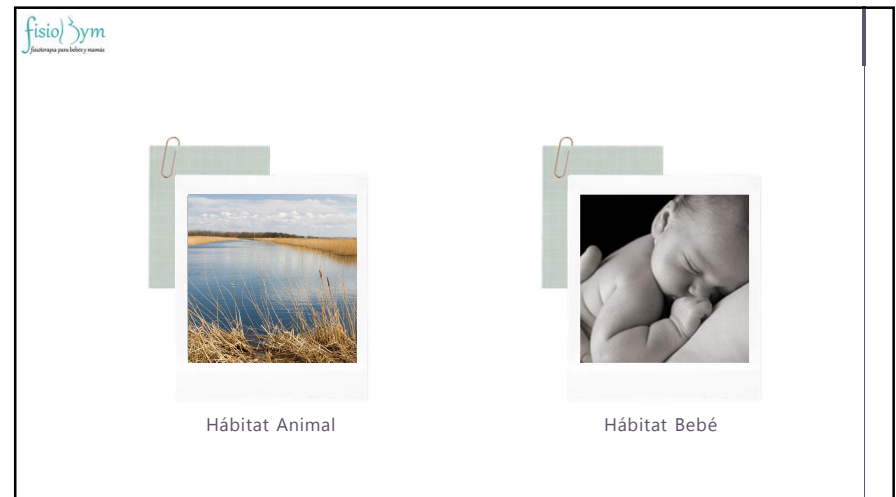 fisio Bym
fisioterapia para bebés y mamás
Hábitat Animal
Hábitat Bebé